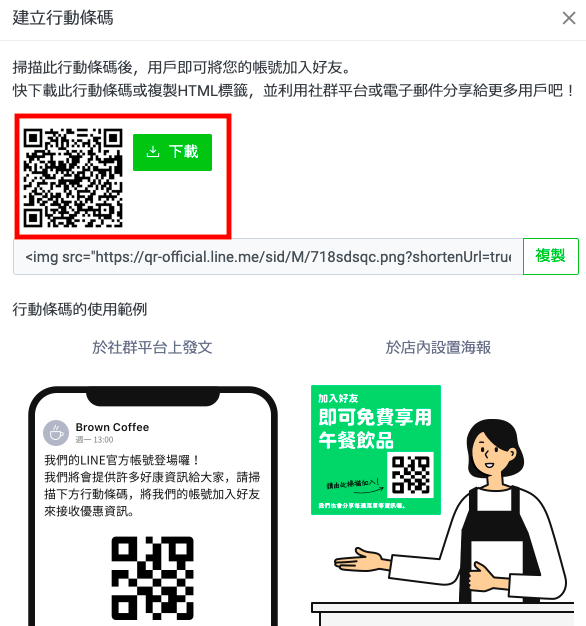 建立行動條碼
掃描此行動條碼後，用戶即可將您的帳號加入好友。
快下載此行動條碼或複製HTML標籤，並利用社群平台或電子郵件分享給更多用戶吧！
下載
<img src="https://qr-official.line.me/sid/M/718sdsqc.png?shortenUrl=true
複製
行動條碼的使用範例
於社群平台上發文
於店內設置海報
Brown Coffee
週一 13:00
我們的LINE官方帳號登場囉！
我們將會提供許多好康資訊給大家，請掃
描下方行動條碼，將我們的帳號加入好友
來接收優惠資訊。
加入好友
即可免費享用
午餐飲品
請由此掃描加入！